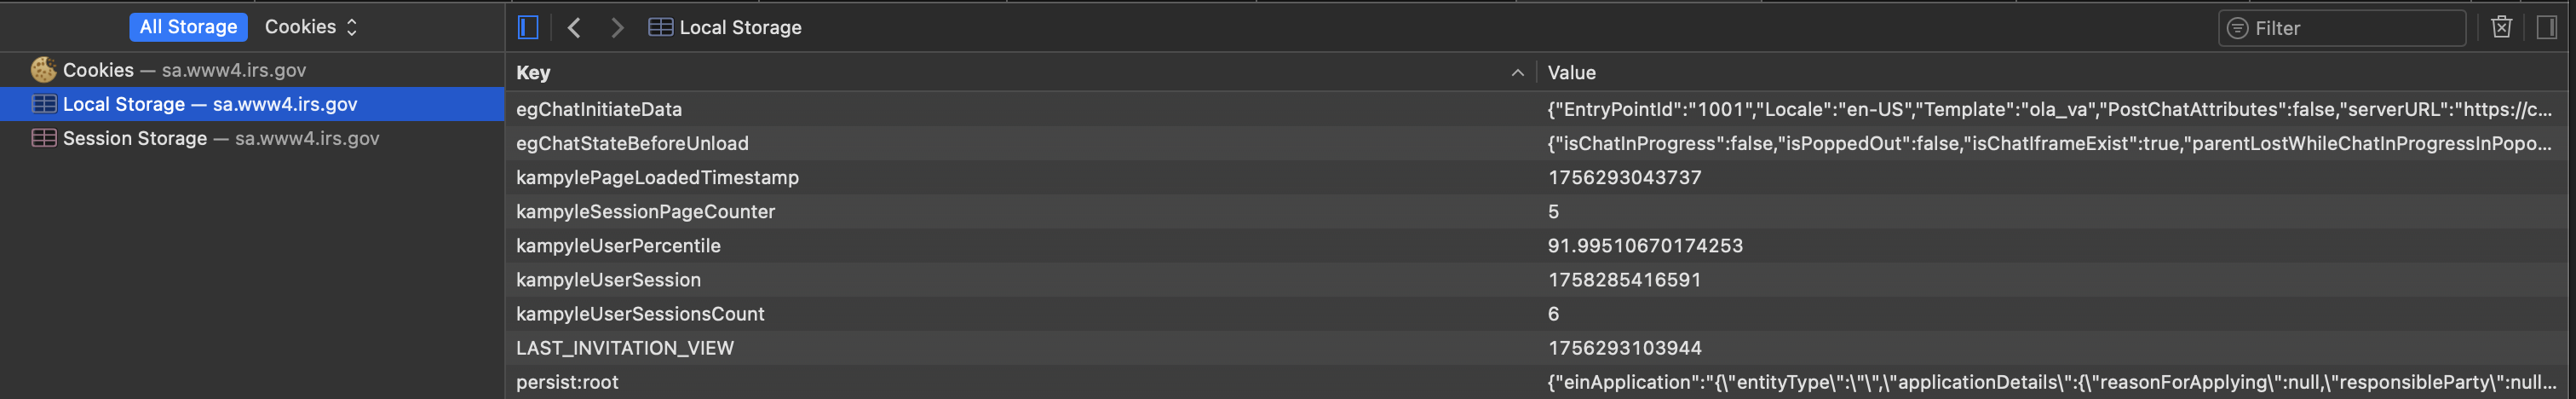 All Storage Cookies Local Storage Filter
Cookies — sa.www4.irs.gov
Local Storage — sa.www4.irs.gov
Session Storage — sa.www4.irs.gov
Key Value
egChatInitiateData {"EntryPointId":"1001","Locale":"en-US","Template":"ola_va","PostChatAttributes":false,"serverURL":"https://c...
egChatStateBeforeUnload {"isChatInProgress":false,"isPoppedOut":false,"isChatIframeExist":true,"parentLostWhileChatInProgressInPopo...
kampylePageLoadedTimestamp 1756293043737
kampyleSessionPageCounter 5
kampyleUserPercentile 91.99510670174253
kampyleUserSession 1758285416591
kampyleUserSessionsCount 6
LAST_INVITATION_VIEW 1756293103944
persist:root {"einApplication":"{\"entityType\":\"\",\"applicationDetails\":{\"reasonForApplying\":null,\"responsibleParty\":null...